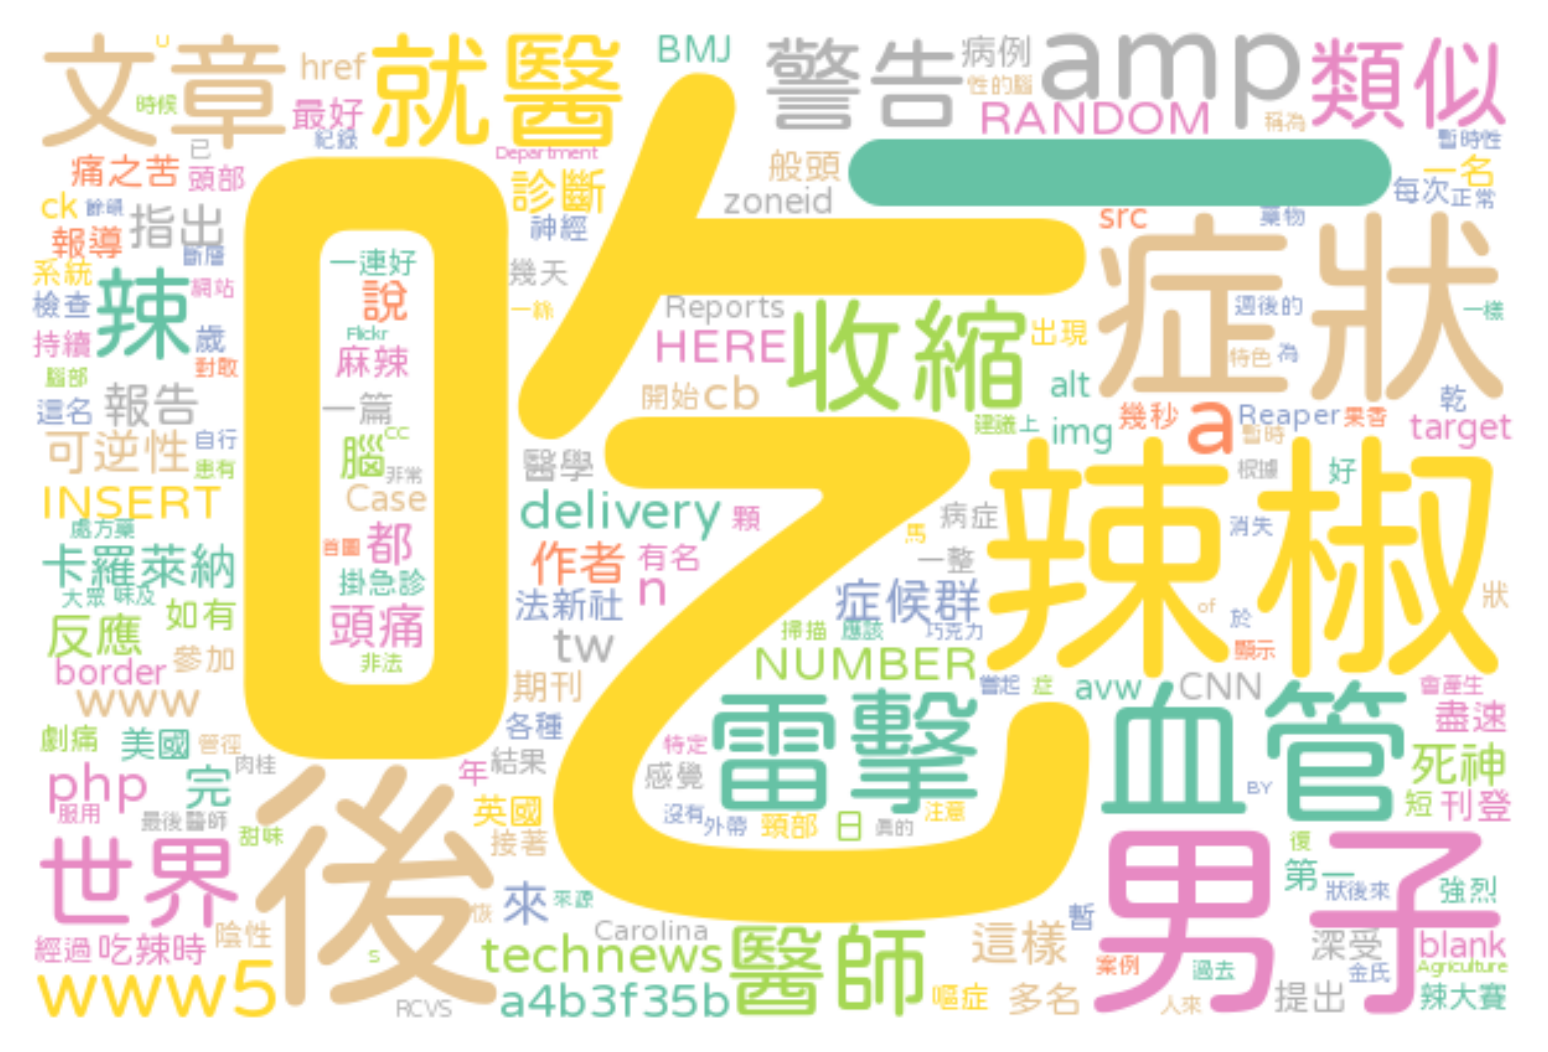 文章
U
href
就醫
BMJ
警告
病例
amp
類似
時候
最好
紀錄
性的腦
RANDOM
稱為
暫時性
已
Department
痛之苦
頭部
診斷
般頭
一
一名
ck
餘悸
zoneid
每次
正常
指出
神經
src
藥物
報導
斷層
吃
系統
辣
網站
一連好
幾天
症狀
檢查
說
一絲
Reports
收縮
週後的
一樣
持續
歲
Flickr
HERE
出現
特色
為
對敢
麻辣
腦部
開始
cb
alt
乾
這名
報告
一篇
建議
上
img
幾秒
a
Reaper
果香
暫時
target
可逆性
自行
CC
腦
患有
非常
醫學
根據
好
INSERT
Case
delivery
顆
病症
辣椒
處方藥
首圖
都
馬
消失
卡羅萊納
掛急診
作者
有名
一整
大眾
味及
如有
法新社
n
症候群
狀
反應
頭痛
of
於
掃描
應該
巧克力
border
參加
非法
tw
NUMBER
顯示
www
期刊
嘗起
症
avw
CNN
會產生
劇痛
美國
管徑
各種
雷擊
血管
盡速
肉桂
結果
特定
php
完
年
感覺
死神
服用
BY
最後醫師
英國
沒有
外帶
頸部
日
真的
注意
短
刊登
甜味
接著
世界
後
男子
復
第一
狀後來
強烈
恢
來
來源
經過
吃辣時
陰性
Carolina
暫
這樣
深受
blank
s
technews
醫師
案例
過去
金氏
Agriculture
www5
RCVS
a4b3f35b
嘔症
多名
人來
提出
辣大賽